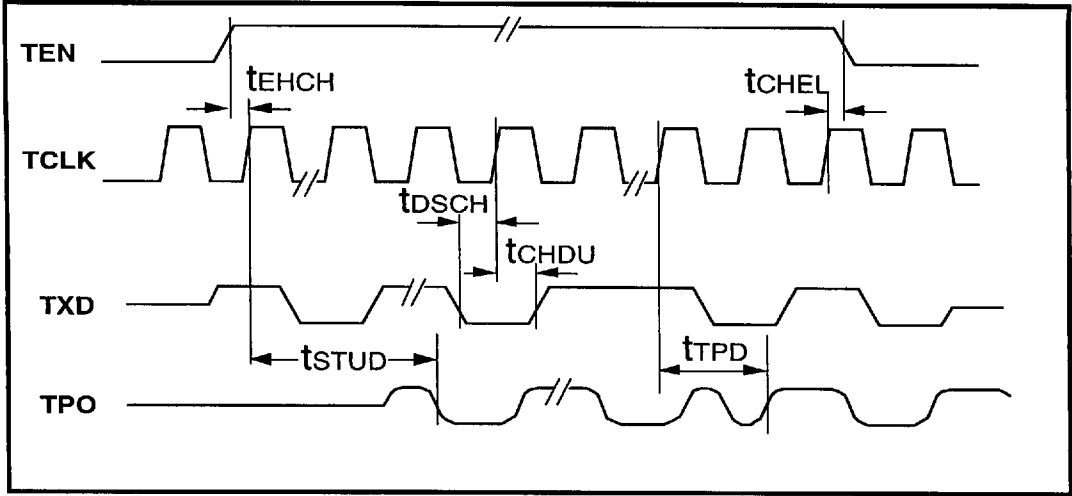 TEN
tEHCH
tCHEL
TCLK
tDSCH
tCHDU
TXD
tSTUD
tTPD
TPO